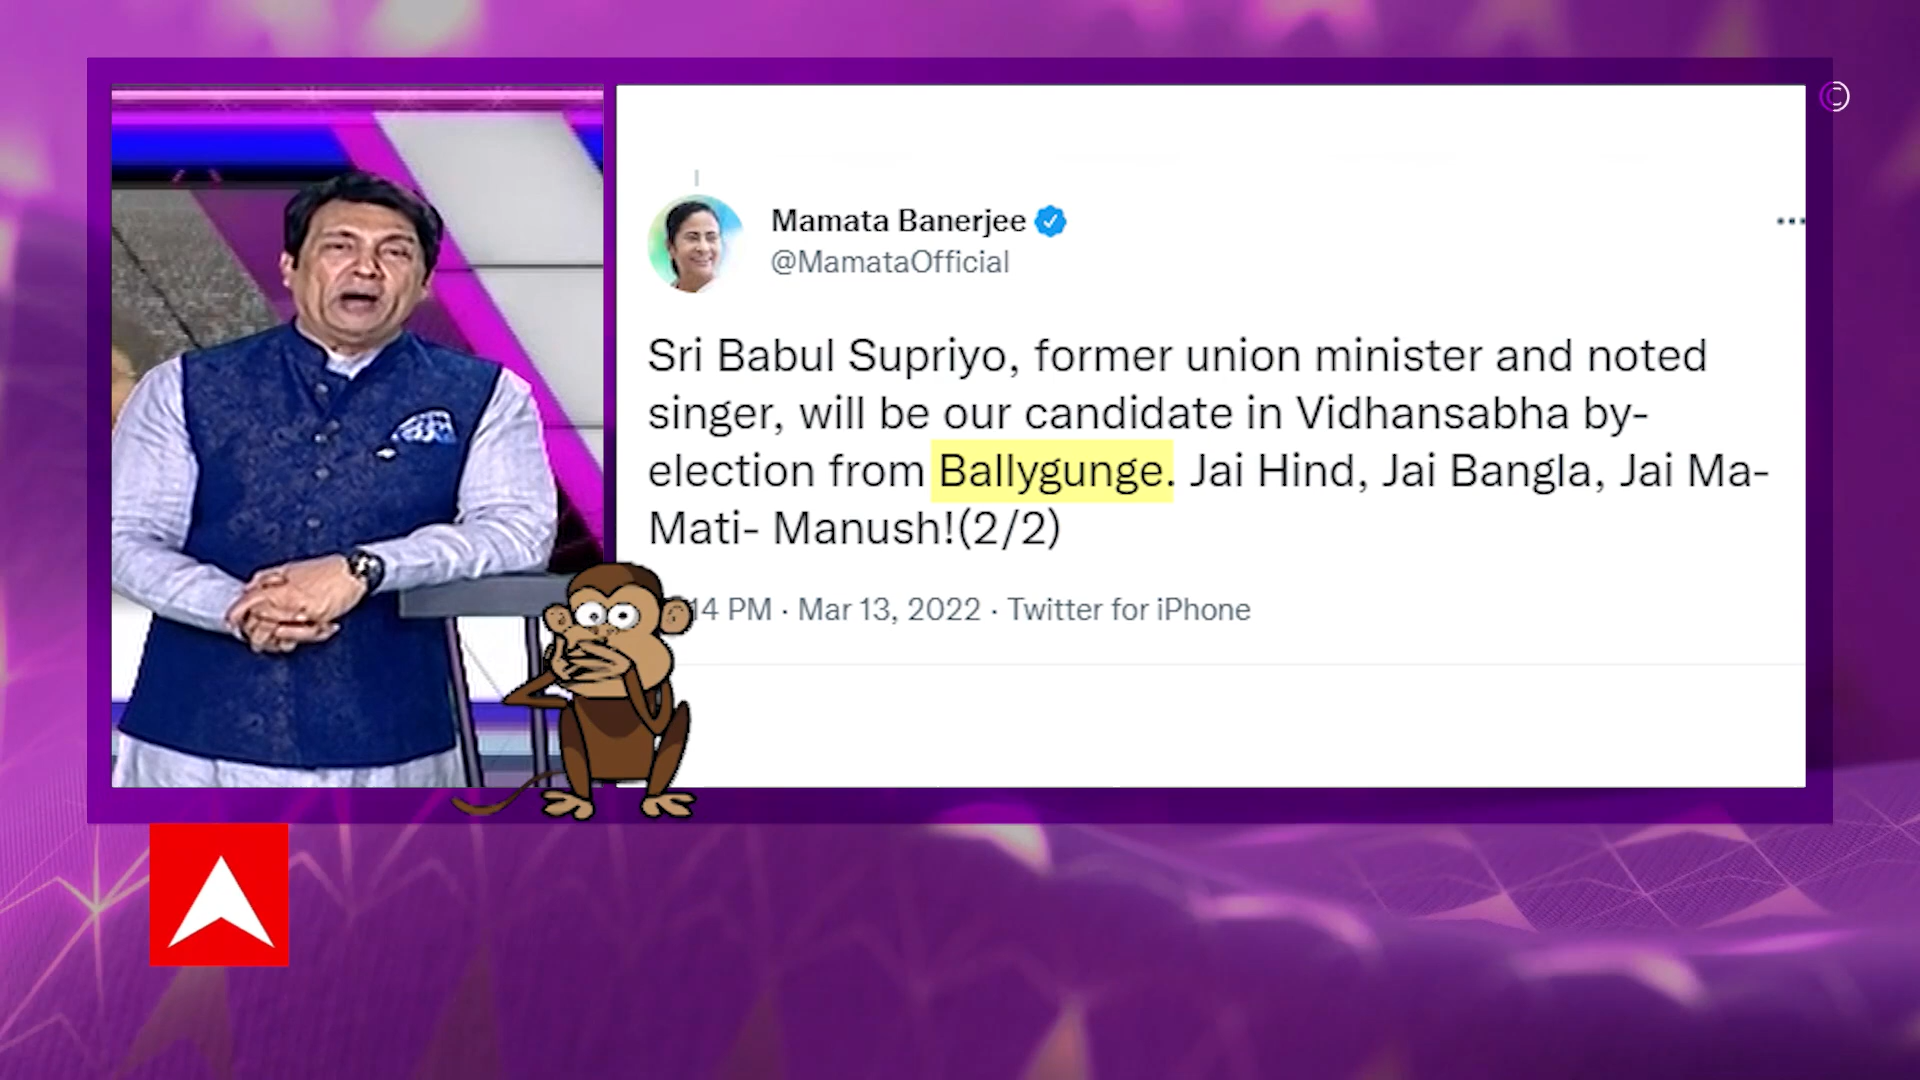 ©
Mamata Banerjee
@MamataOfficial
Sri Babul Supriyo, former union minister and noted
singer, will be our candidate in Vidhansabha by-
election from Ballygunge. Jai Hind, Jai Bangla, Jai Ma-
Mati- Manush!(2/2)
14 PM · Mar 13, 2022 · Twitter for iPhone